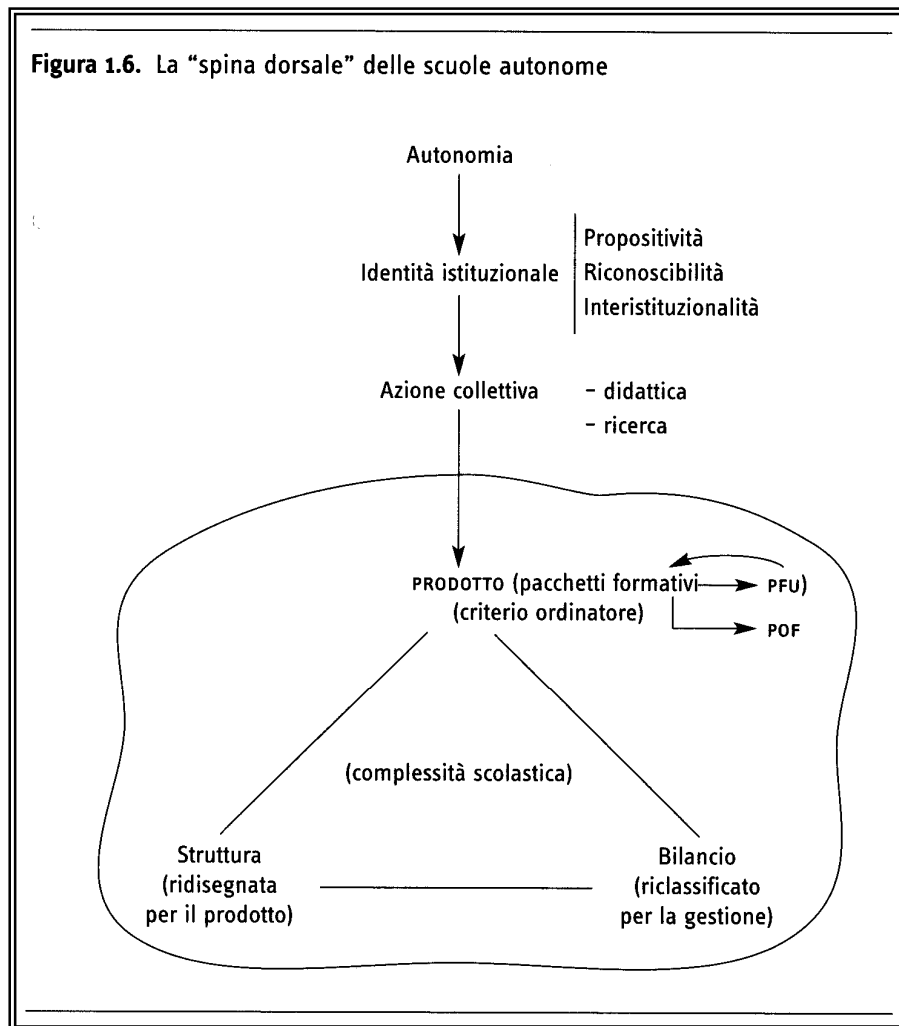 Figura 1.6. La “spina dorsale” delle scuole autonome
Autonomia
Propositività
Identità istituzionale
Riconoscibilità
Interistituzionalità
Azione collettiva
– didattica
– ricerca
PRODOTTO (pacchetti formativi PFU)
(criterio ordinatore)
POF
(complessità scolastica)
Struttura
(ridisegnata
per il prodotto)
Bilancio
(riclassificato
per la gestione)